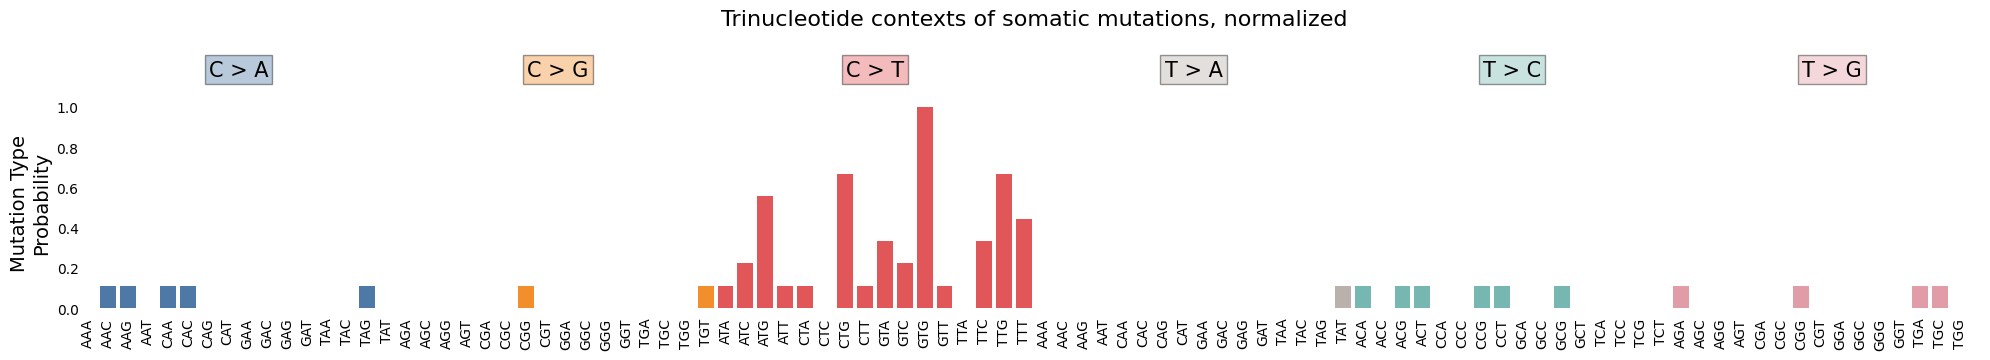 Trinucleotide contexts of somatic mutations, normalized
C > A C > G C > T T > A T > C T > G
Mutation Type
Probability
1.0
0.8
0.6
0.4
0.2
0.0
AAA AAC AAG AAT CAA CAC CAG CAT GAA GAC GAG GAT TAA TAC TAG TAT AGA AGC AGG AGT CGA CGC CGG CGT GGA GGC GGG GGT TGA TGC TGG TGT ATA ATC ATG ATT CTA CTC CTG CTT GTA GTC GTG GTT TTA TTC TTG TTT AAA AAC AAG AAT CAA CAC CAG CAT GAA GAC GAG GAT TAA TAC TAG TAT ACA ACC ACG ACT CCA CCC CCG CCT GCA GCC GCG GCT TCA TCC TCG TCT AGA AGC AGG AGT CGA CGC CGG CGT GGA GGC GGG GGT TGA TGC TGG